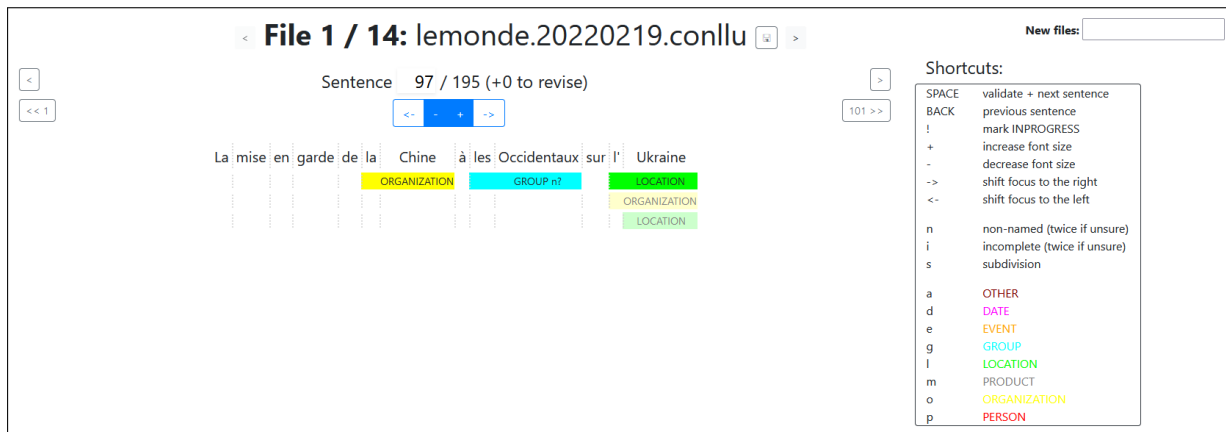 < File 1 / 14: lemonde.20220219.conllu >
New files:
< Sentence 97 / 195 (+0 to revise) >
<< 1 <- - + -> 101 >>
La mise en garde de la Chine à les Occidentaux sur l' Ukraine
ORGANIZATION GROUP n? LOCATION
ORGANIZATION
LOCATION
Shortcuts:
SPACE validate + next sentence
BACK previous sentence
! mark INPROGRESS
+ increase font size
- decrease font size
-> shift focus to the right
<- shift focus to the left
n non-named (twice if unsure)
i incomplete (twice if unsure)
s subdivision
a OTHER
d DATE
e EVENT
g GROUP
l LOCATION
m PRODUCT
o ORGANIZATION
p PERSON